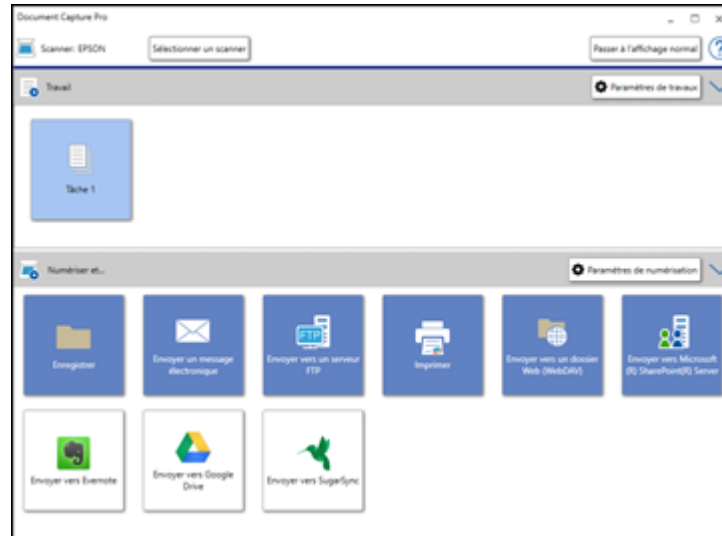 Document Capture Pro
Scanner: EPSON
Sélectionner un scanner
Passer à l'affichage normal
?
Travail
Paramètres de travaux
Tâche 1
Numériser et...
Paramètres de numérisation
Enregistrer
Envoyer un message
électronique
FTP
Envoyer vers un serveur
FTP
Imprimer
Envoyer vers un dossier
Web (WebDAV)
Envoyer vers Microsoft
(R) SharePoint(R) Server
Envoyer vers Evernote
Envoyer vers Google
Drive
Envoyer vers SugarSync